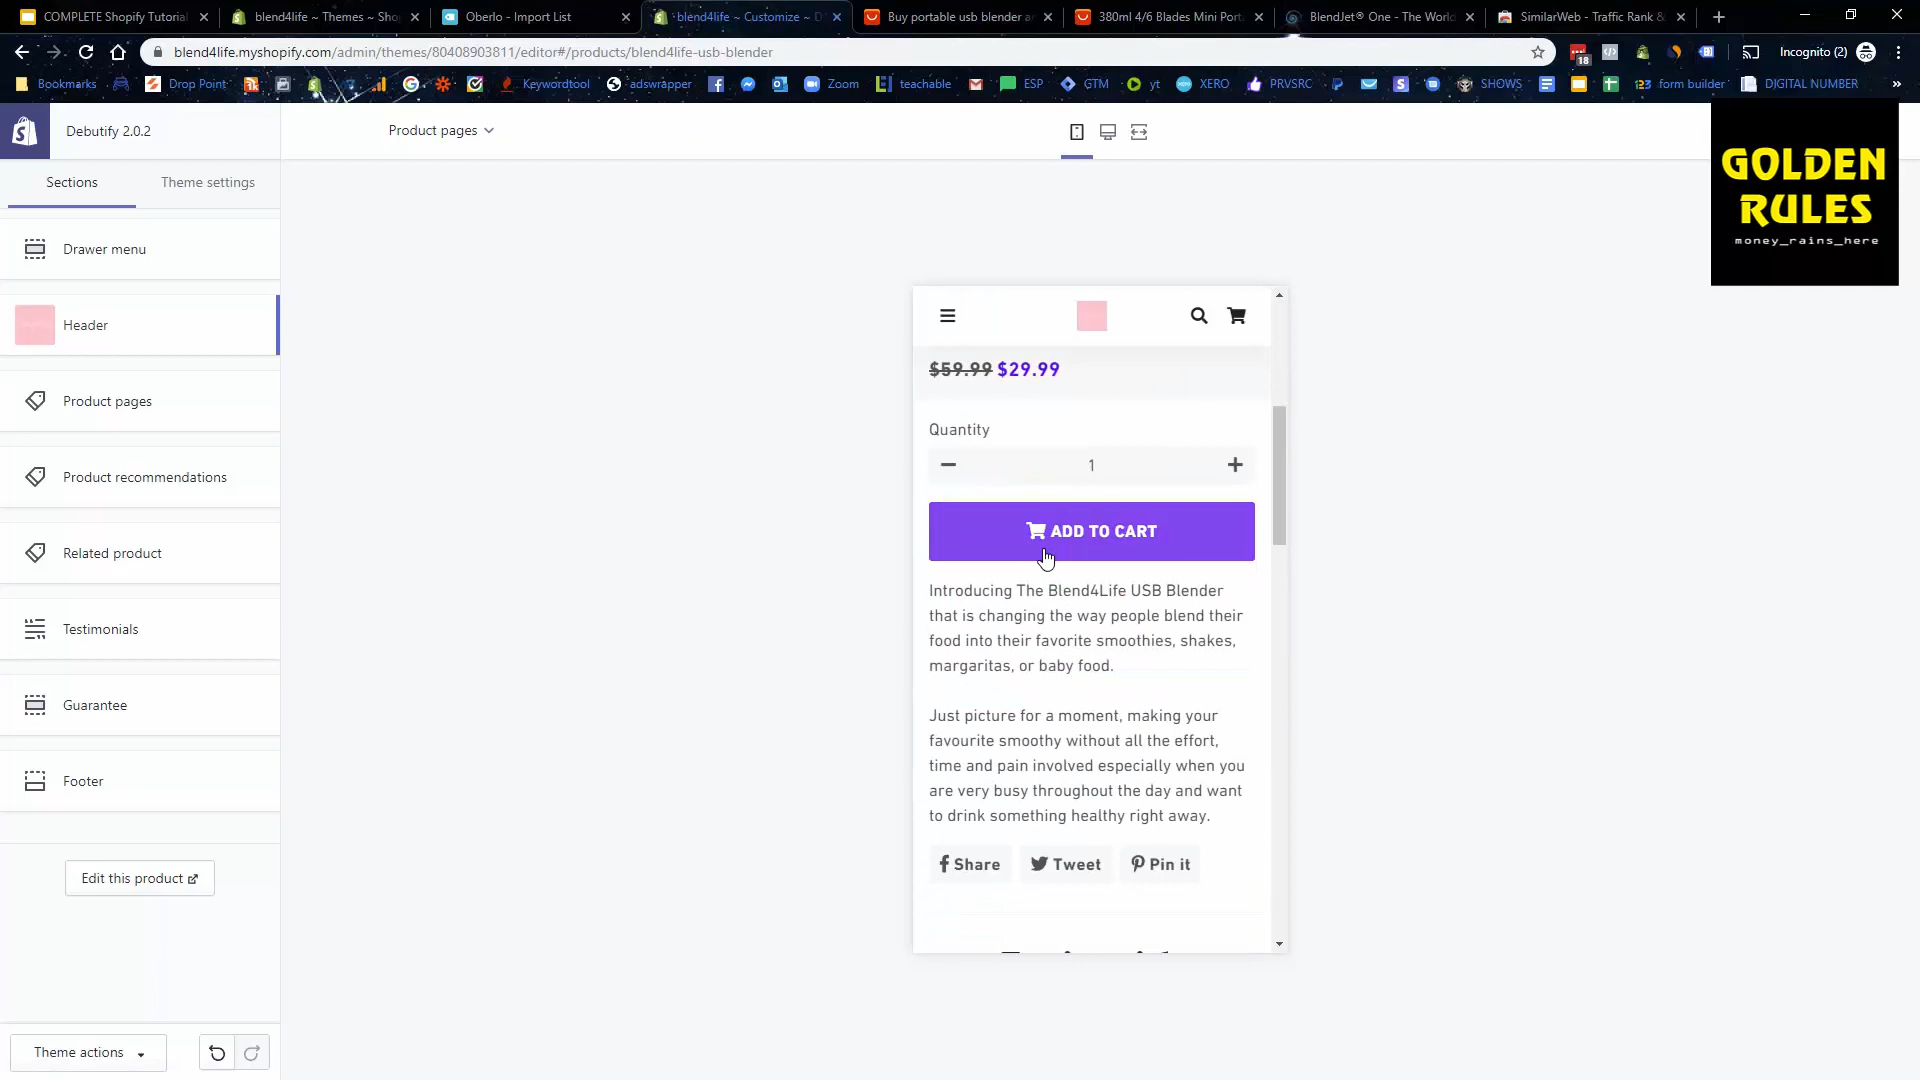 COMPLETE Shopify Tutorial
blend4life ~ Themes ~ Sho
Oberlo - Import List
blend4life ~ Customize ~ D
Buy portable usb blender a
380ml 4/6 Blades Mini Port
BlendJet® One - The World
SimilarWeb - Traffic Rank &
blend4life.myshopify.com/admin/themes/80408903811/editor#/products/blend4life-usb-blender
18
Incognito (2)
Bookmarks
Drop Point
Keywordtool
adswrapper
Zoom
teachable
ESP
GTM
yt
XERO
PRVSRC
SHOWS
123 form builder
DIGITAL NUMBER
»
Debutify 2.0.2
Product pages
GOLDEN
RULES
money_rains_here
Sections
Theme settings
Drawer menu
Header
Product pages
Product recommendations
Related product
Testimonials
Guarantee
Footer
Edit this product
Theme actions
$59.99 $29.99
Quantity
1
ADD TO CART
Introducing The Blend4Life USB Blender
that is changing the way people blend their
food into their favorite smoothies, shakes,
margaritas, or baby food.
Just picture for a moment, making your
favourite smoothy without all the effort,
time and pain involved especially when you
are very busy throughout the day and want
to drink something healthy right away.
Share
Tweet
Pin it